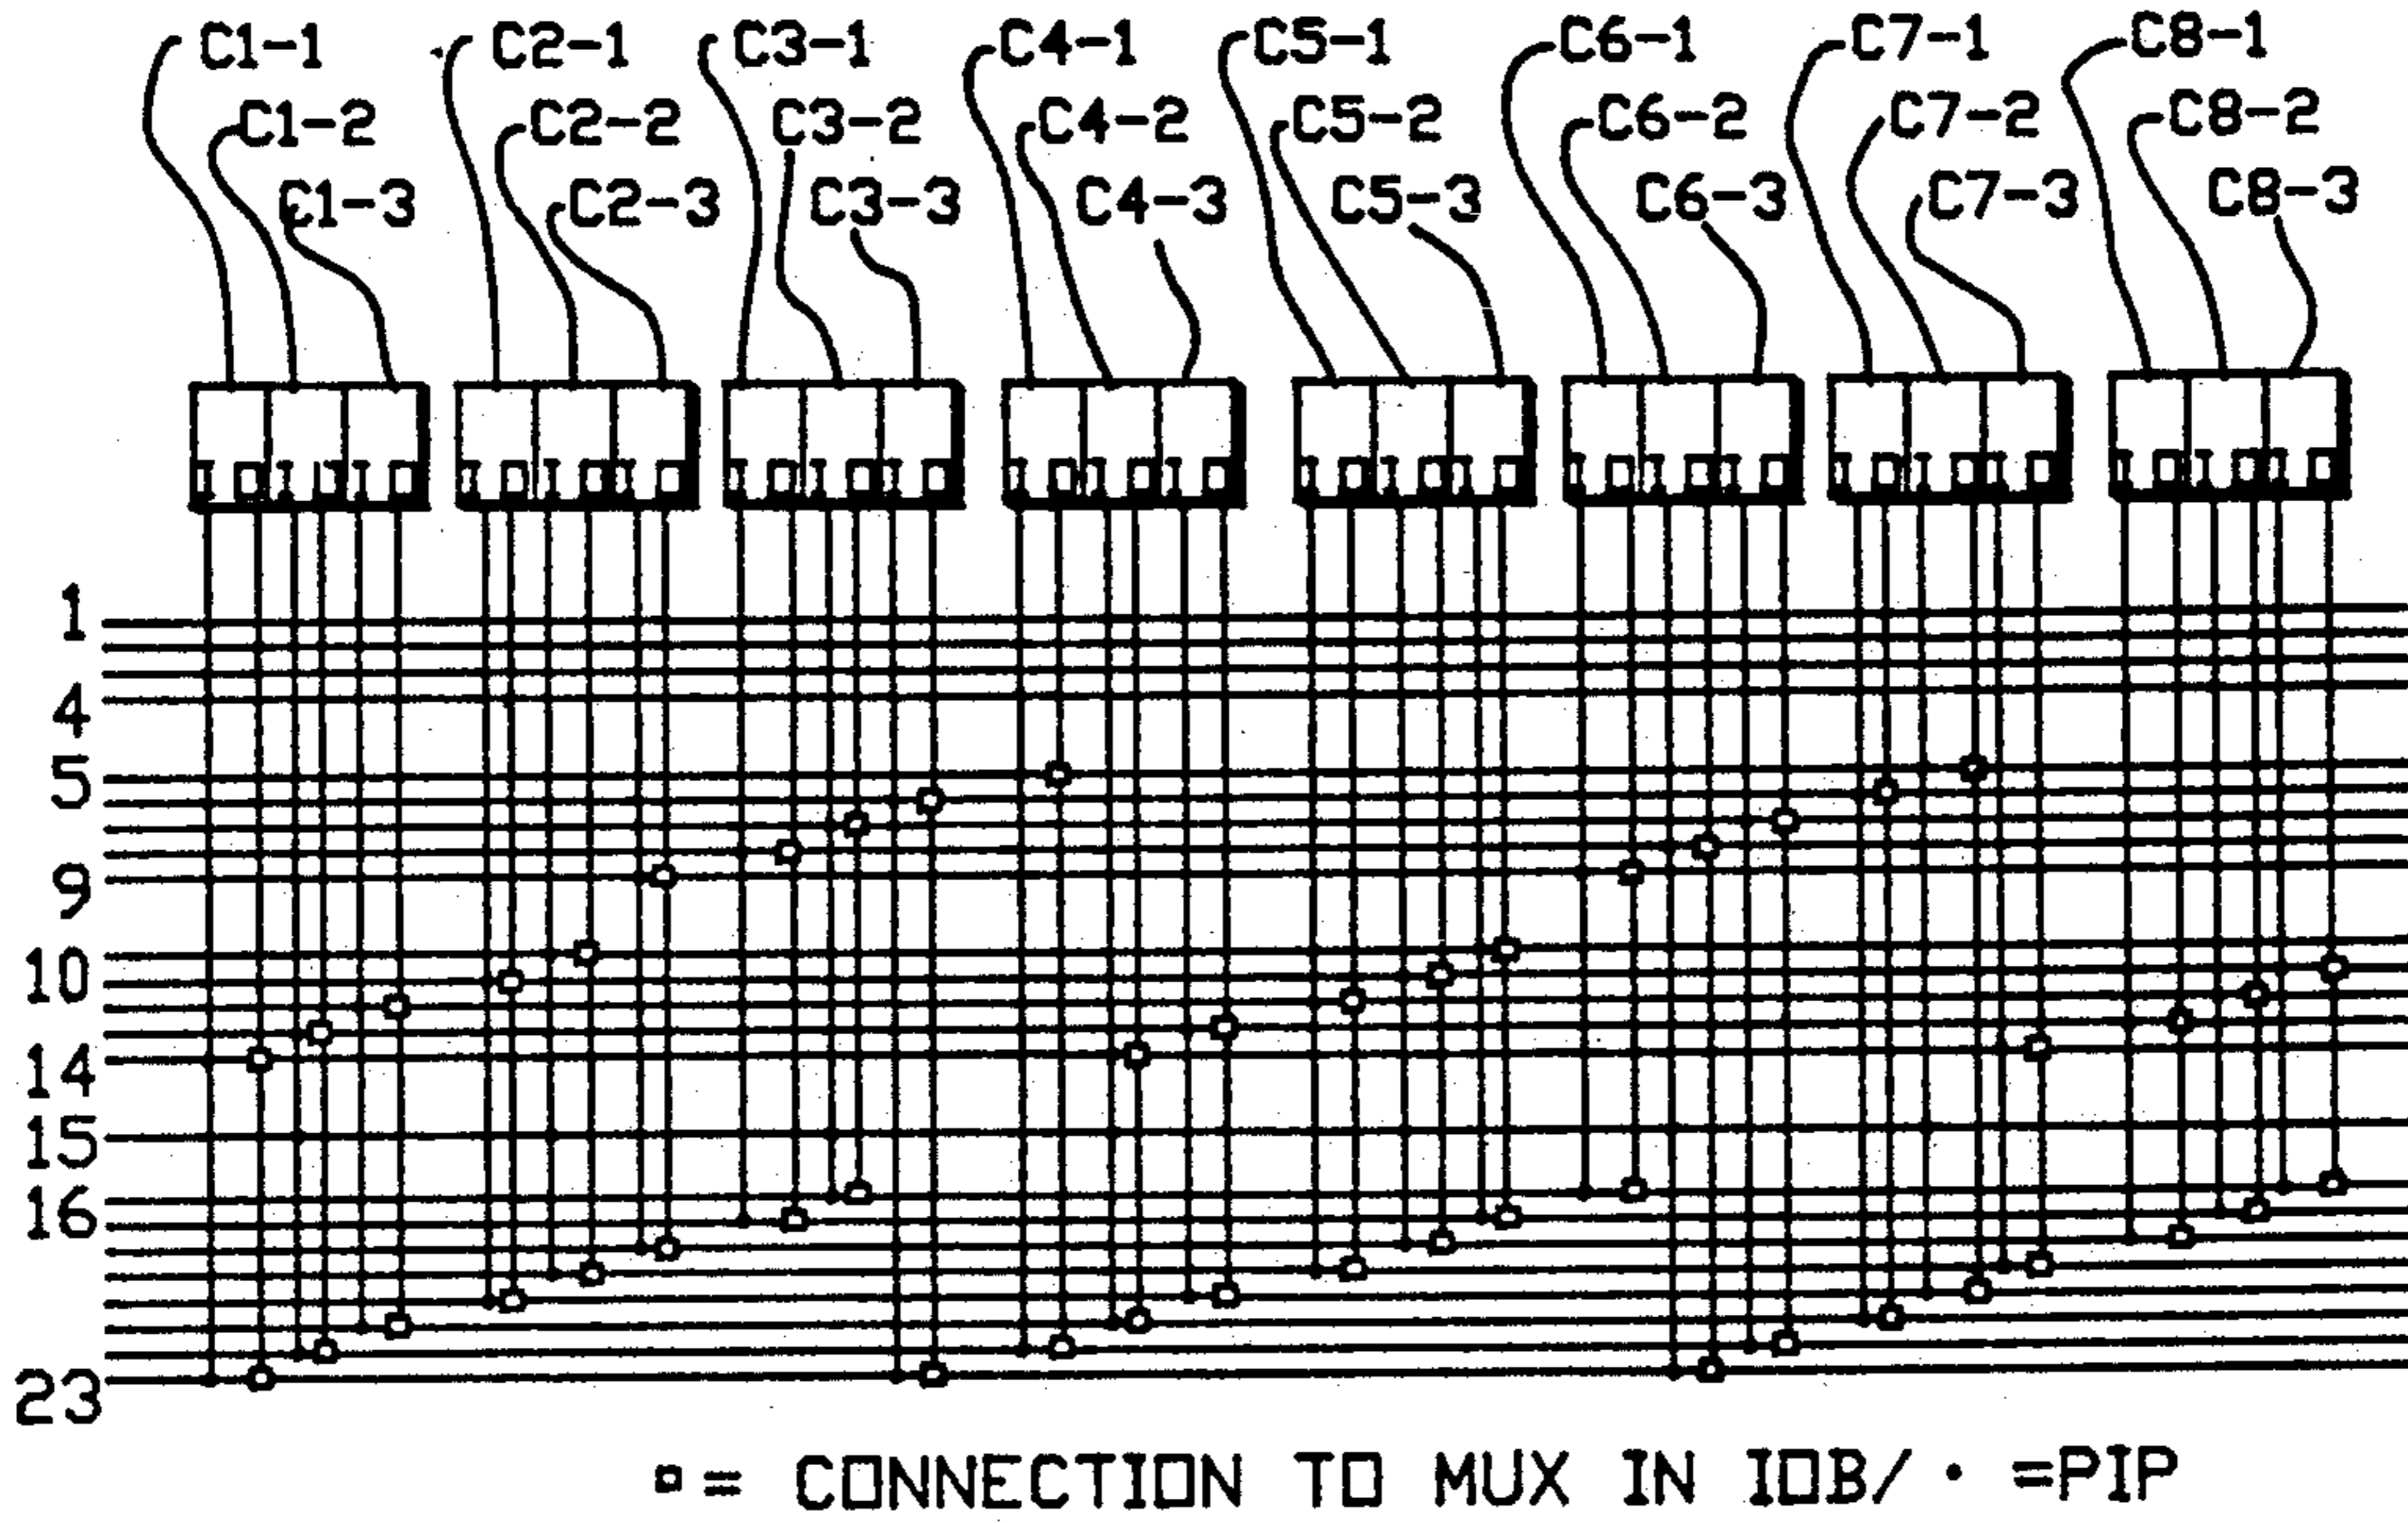 C1-1 C2-1 C3-1 C4-1 C5-1 C6-1 C7-1 C8-1
C1-2 C2-2 C3-2 C4-2 C5-2 C6-2 C7-2 C8-2
C1-3 C2-3 C3-3 C4-3 C5-3 C6-3 C7-3 C8-3
I O I O I O I O I O I O I O I O I O I O I O I O I O I O I O I O I O I O I O I O I O I O I O I O
1
4
5
9
10
14
15
16
23
▫ = CONNECTION TO MUX IN IOB/ • =PIP